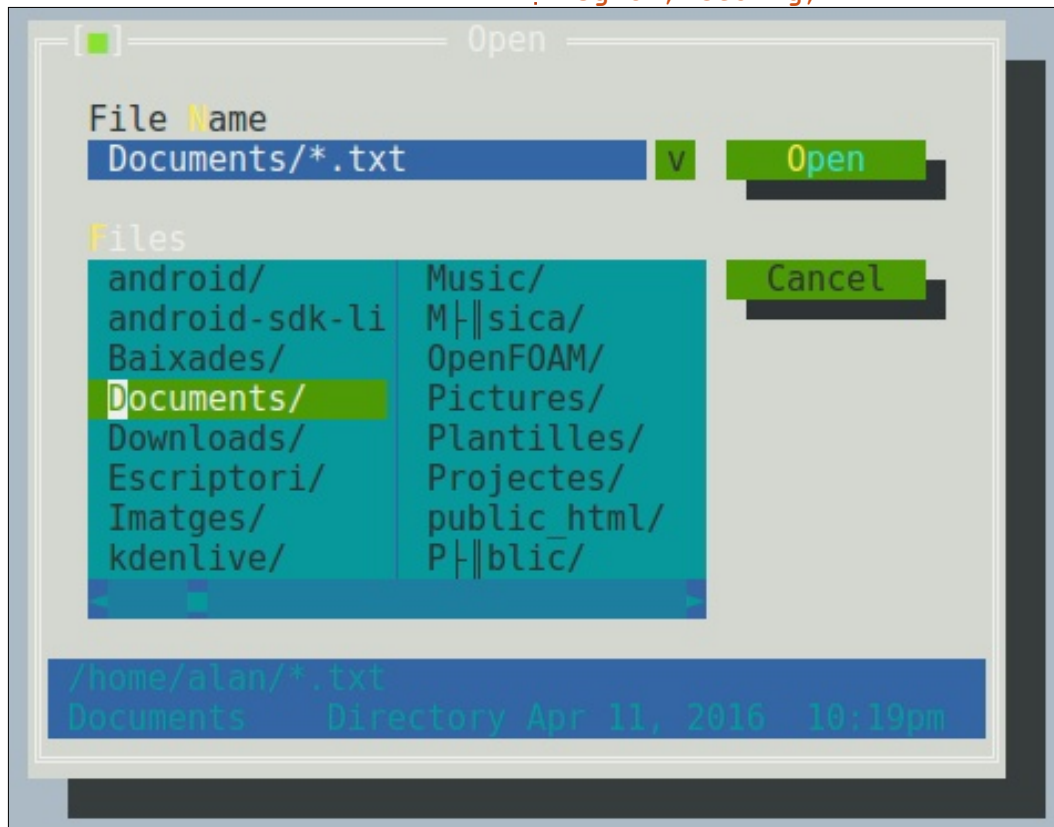 [■] Open
File Name
Documents/*.txt v Open
Files
android/ Music/
android-sdk-li M├║sica/
Baixades/ OpenFOAM/
Documents/ Pictures/
Downloads/ Plantilles/
Escriptori/ Projectes/
Imatges/ public_html/
kdenlive/ P├║blic/
Cancel
/home/alan/*.txt
Documents Directory Apr 11, 2016 10:19pm